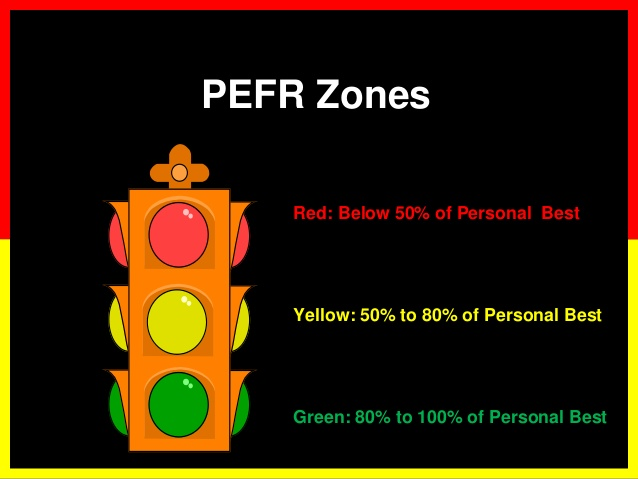 PEFR Zones
Red: Below 50% of Personal Best
Yellow: 50% to 80% of Personal Best
Green: 80% to 100% of Personal Best